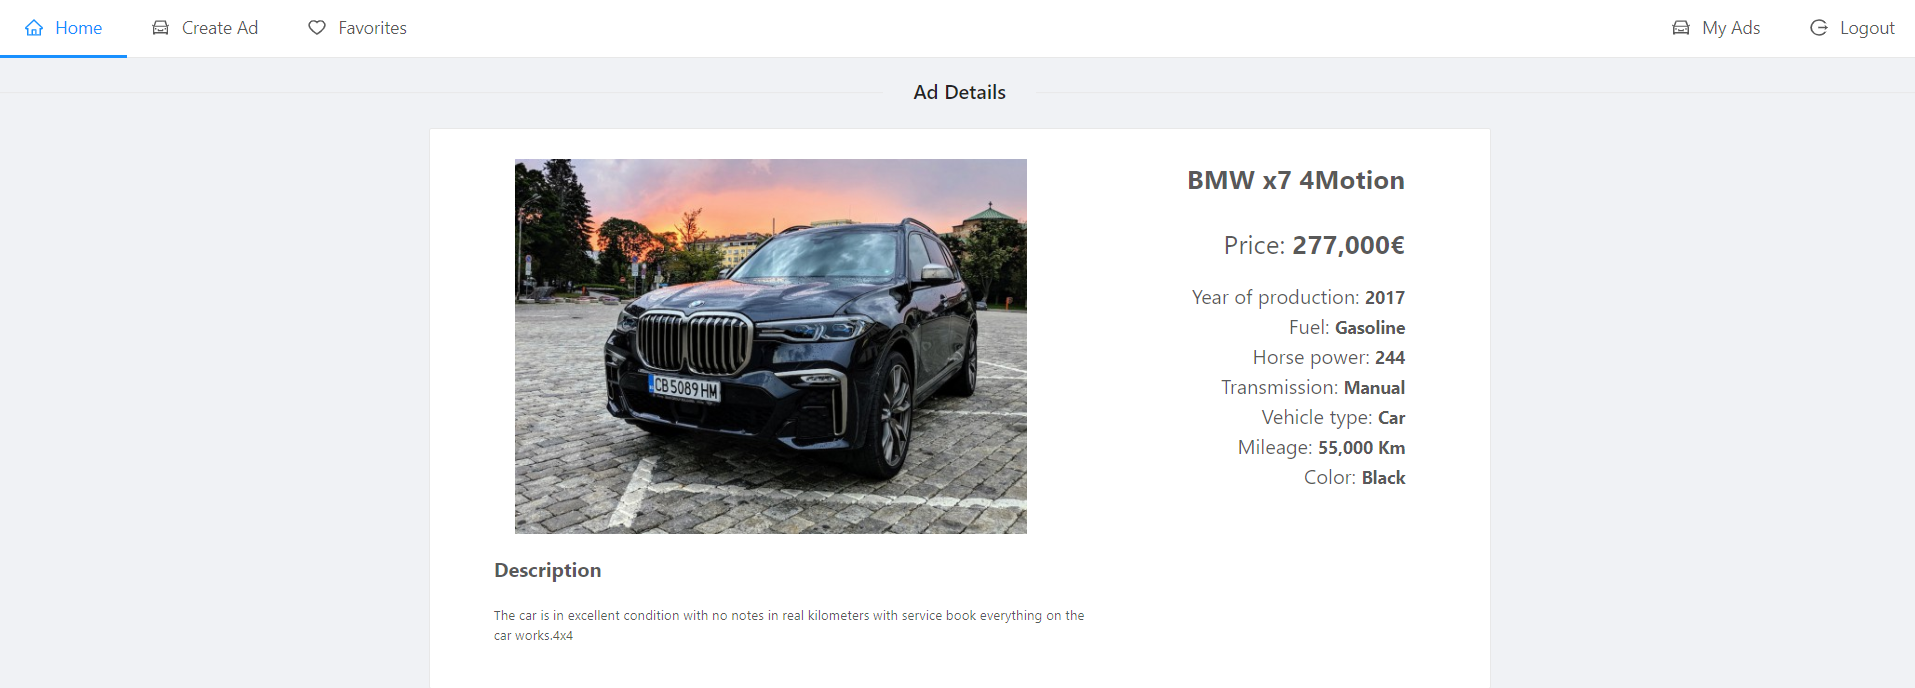 Home
Create Ad
Favorites
My Ads
Logout
Ad Details
CB 5089 HM
BMW x7 4Motion
Price: 277,000€
Year of production: 2017
Fuel: Gasoline
Horse power: 244
Transmission: Manual
Vehicle type: Car
Mileage: 55,000 Km
Color: Black
Description
The car is in excellent condition with no notes in real kilometers with service book everything on the
car works.4x4